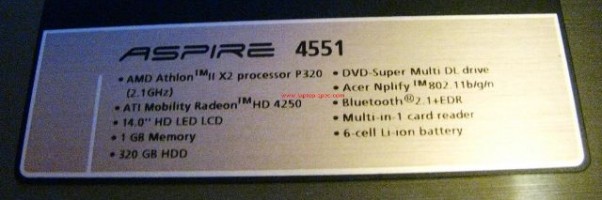 ASPIRE 4551
• AMD Athlon™II X2 processor P320
(2.1GHz)
• ATI Mobility Radeon™HD 4250
• 14.0" HD LED LCD
• 1 GB Memory
• 320 GB HDD
• DVD-Super Multi DL drive
• Acer Nplify™802.11b/g/n
• Bluetooth®2.1+EDR
• Multi-in-1 card reader
• 6-cell Li-ion battery